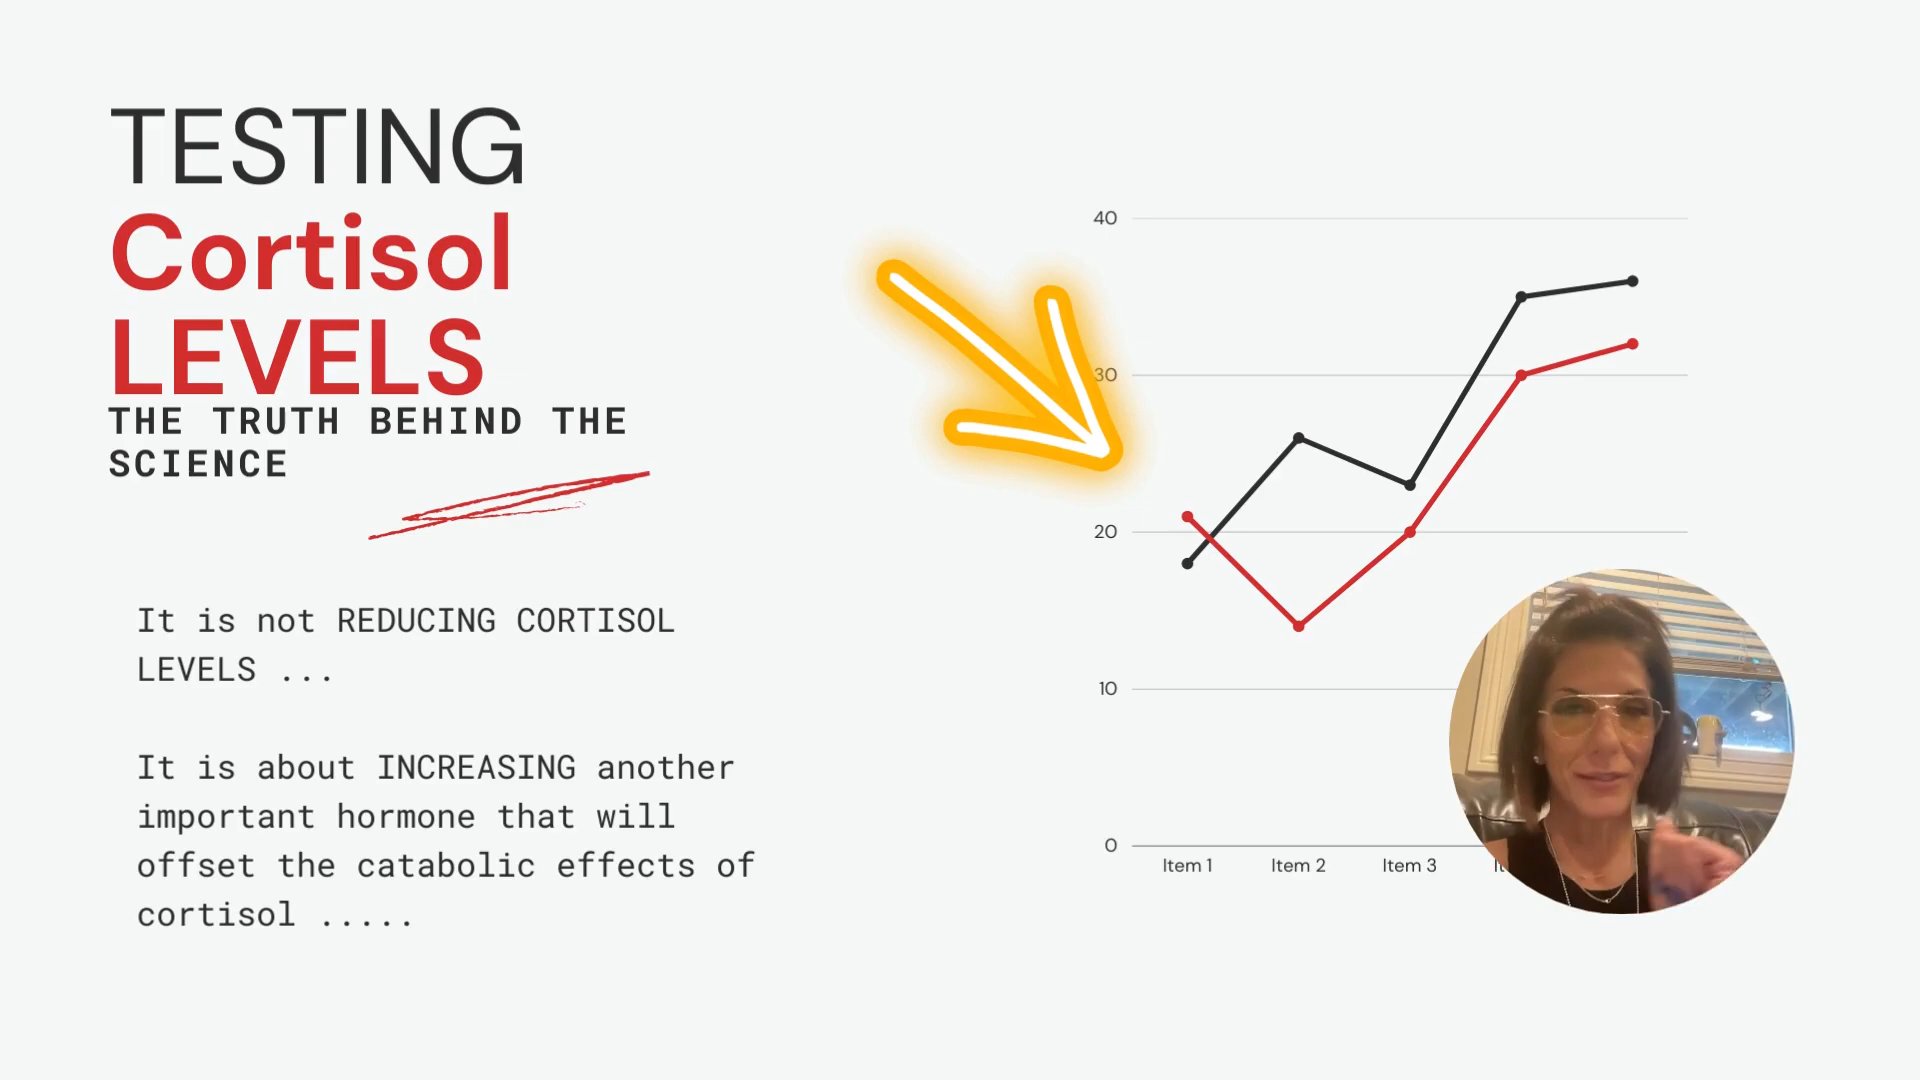 TESTING
Cortisol
LEVELS
THE TRUTH BEHIND THE
SCIENCE
It is not REDUCING CORTISOL
LEVELS ...
It is about INCREASING another
important hormone that will
offset the catabolic effects of
cortisol .....
40
30
20
10
0
Item 1 Item 2 Item 3